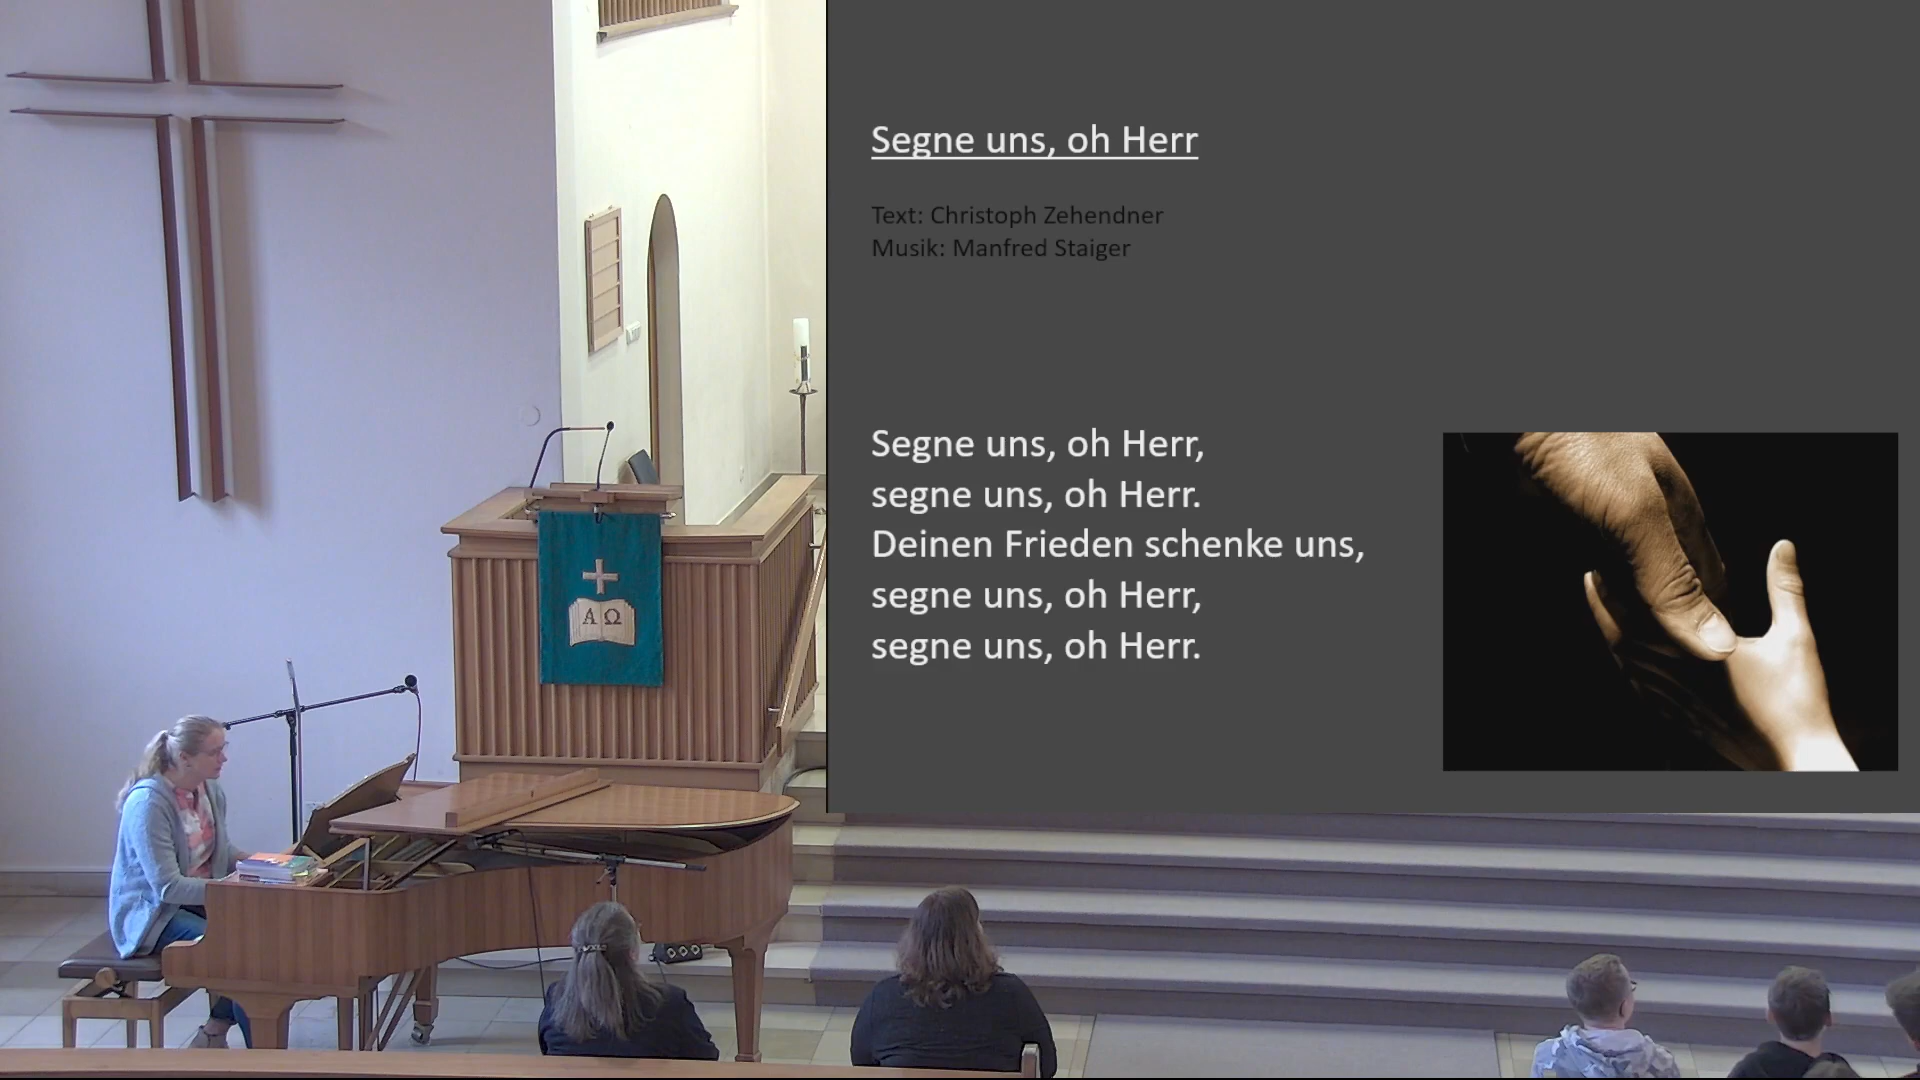 Segne uns, oh Herr
Text: Christoph Zehendner
Musik: Manfred Staiger
Segne uns, oh Herr,
segne uns, oh Herr.
Deinen Frieden schenke uns,
segne uns, oh Herr,
segne uns, oh Herr.
Α Ω